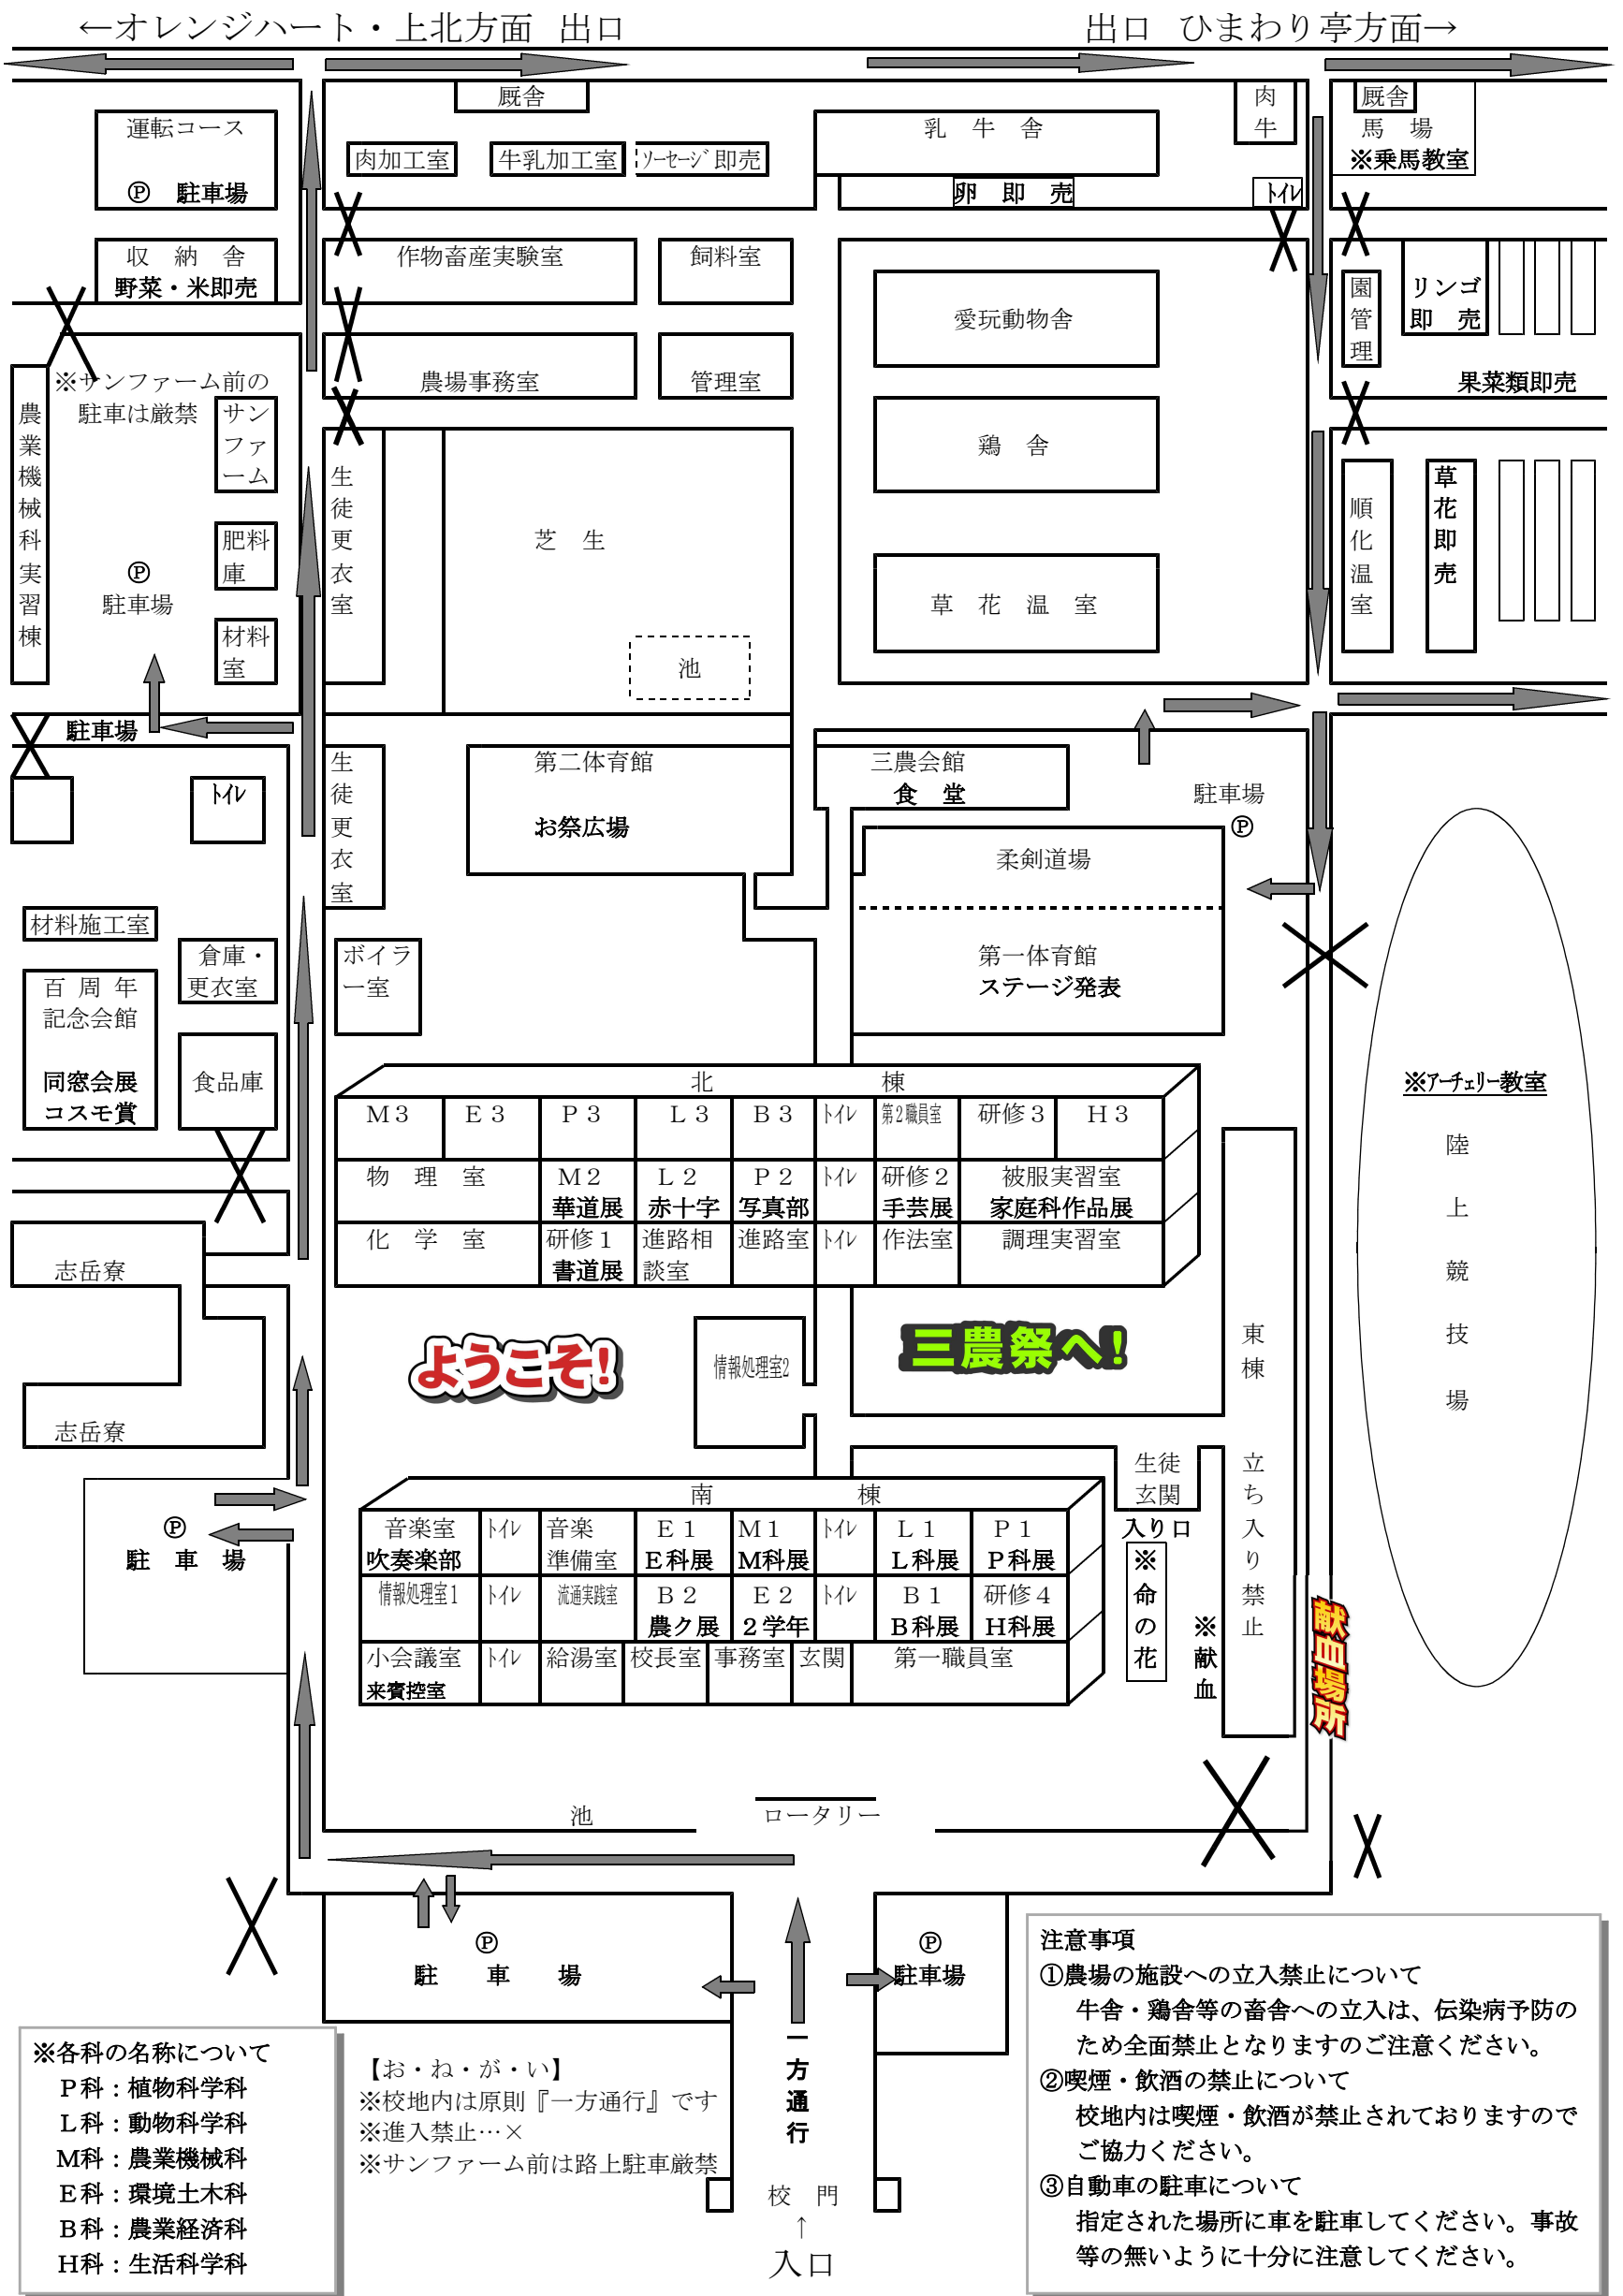 ←オレンジハート・上北方面 出口
出口 ひまわり亭方面→
厩舎
肉牛
厩舎
運転コース
Ⓟ 駐車場
肉加工室
牛乳加工室
ソーセージ即売
乳 牛 舎
卵 即 売
トイレ
馬 場
※乗馬教室
収 納 舎
野菜・米即売
作物畜産実験室
飼料室
愛玩動物舎
園管理
リンゴ
即 売
果菜類即売
※サンファーム前の
駐車は厳禁
農場事務室
管理室
農業機械科実習棟
サン
ファ
ーム
肥料
庫
材料
室
Ⓟ
駐車場
生徒更衣室
芝 生
池
鶏 舎
草 花 温 室
順化温室
草花即売
駐車場
トイレ
生徒更衣室
第二体育館
お祭広場
三農会館
食 堂
駐車場
Ⓟ
柔剣道場
第一体育館
ステージ発表
材料施工室
倉庫・
更衣室
ボイラ
ー室
百 周 年
記念会館
同窓会展
コスモ賞
食品庫
※アーチェリー教室
陸上競技場
北 棟
M3 E3 P3 L3 B3 トイレ 第2職員室 研修3 H3
物 理 室 M2 L2 P2 トイレ 研修2 被服実習室
華道展 赤十字 写真部 手芸展 家庭科作品展
化 学 室 研修1 進路相 進路室 トイレ 作法室 調理実習室
書道展 談室
志岳寮
志岳寮
ようこそ!
情報処理室2
三農祭へ!
東棟
立ち入り禁止
生徒
玄関
入り口
※命の花
※献血
献血場所
Ⓟ
駐 車 場
南 棟
音楽室 トイレ 音楽 E1 M1 トイレ L1 P1
吹奏楽部 準備室 E科展 M科展 L科展 P科展
情報処理室1 トイレ 流通実践室 B2 E2 トイレ B1 研修4
農ク展 2学年 B科展 H科展
小会議室 トイレ 給湯室 校長室 事務室 玄関 第一職員室
来賓控室
池
ロータリー
Ⓟ
駐 車 場
Ⓟ
駐車場
一方通行
校 門
↑
入口
※各科の名称について
P科：植物科学科
L科：動物科学科
M科：農業機械科
E科：環境土木科
B科：農業経済科
H科：生活科学科
【お・ね・が・い】
※校地内は原則『一方通行』です
※進入禁止…×
※サンファーム前は路上駐車厳禁
注意事項
①農場の施設への立入禁止について
牛舎・鶏舎等の畜舎への立入は、伝染病予防の
ため全面禁止となりますのご注意ください。
②喫煙・飲酒の禁止について
校地内は喫煙・飲酒が禁止されておりますので
ご協力ください。
③自動車の駐車について
指定された場所に車を駐車してください。事故
等の無いように十分に注意してください。